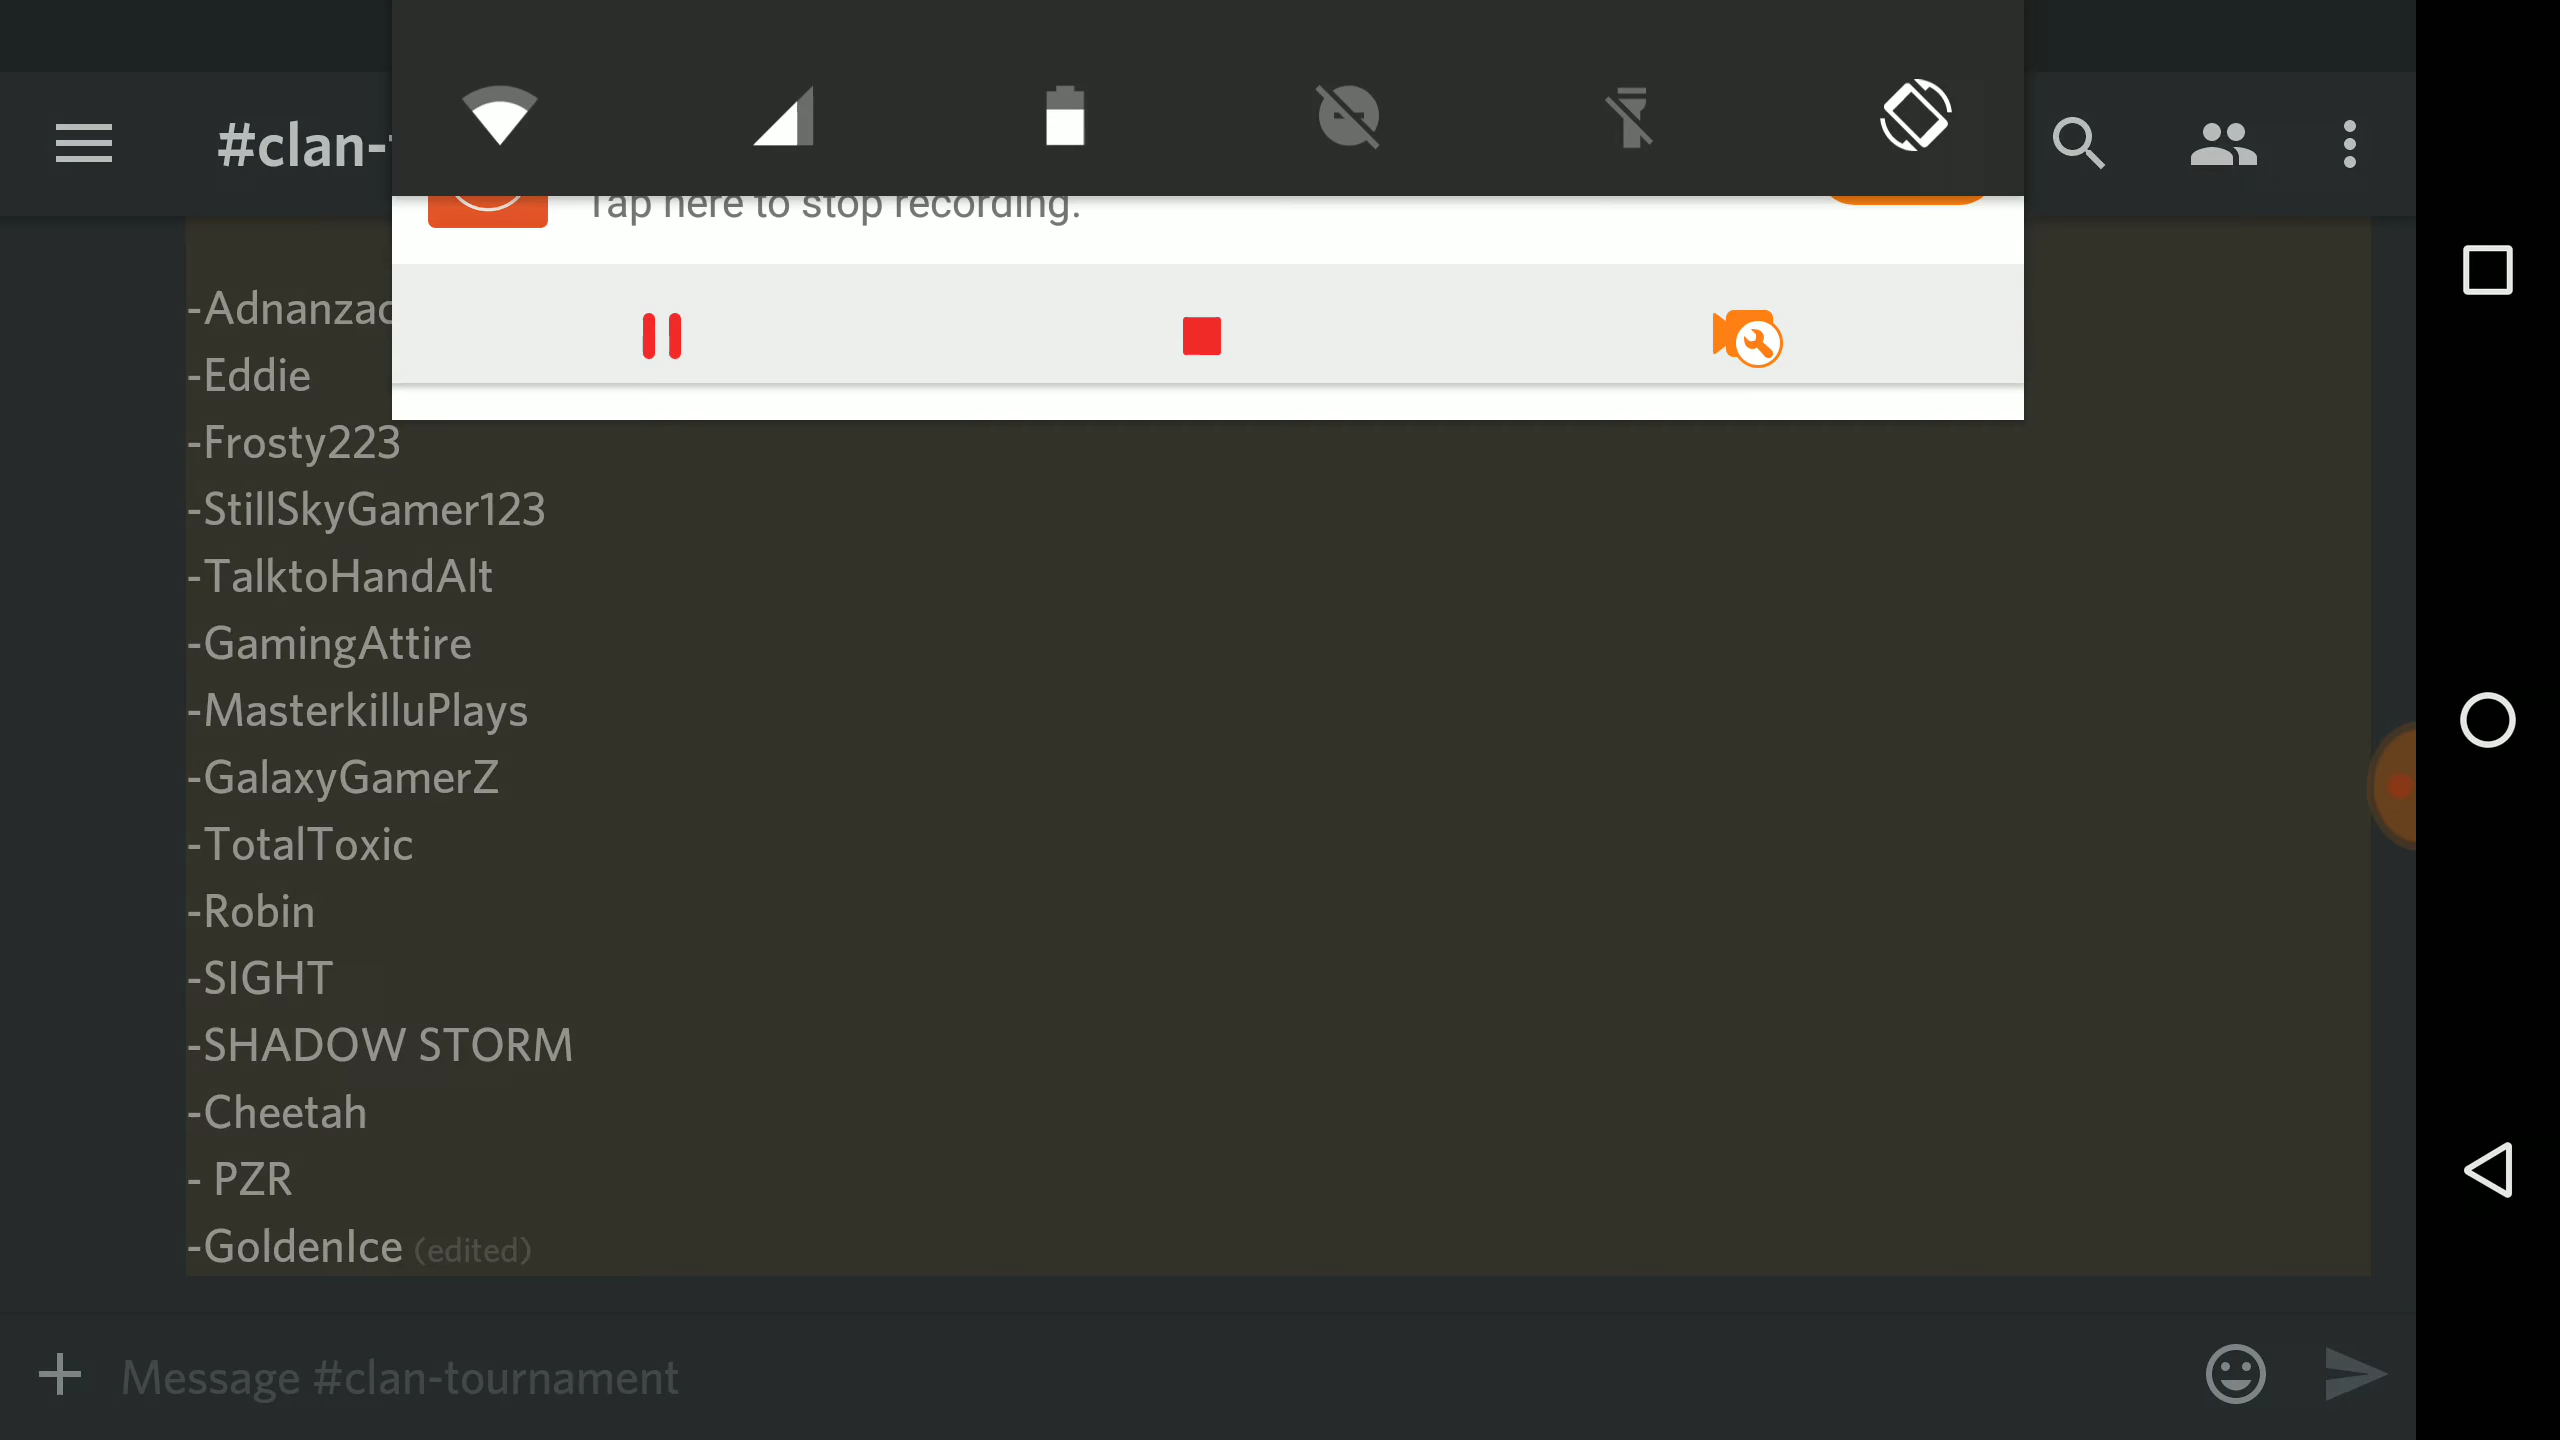 #clan-
Tap here to stop recording.
-Adnanzac
-Eddie
-Frosty223
-StillSkyGamer123
-TalktoHandAlt
-GamingAttire
-MasterkilluPlays
-GalaxyGamerZ
-TotalToxic
-Robin
-SIGHT
-SHADOW STORM
-Cheetah
- PZR
-GoldenIce (edited)
Message #clan-tournament